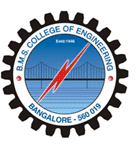 B.M.S. COLLEGE OF ENGINEERING
Estd 1946
BANGALORE - 560 019